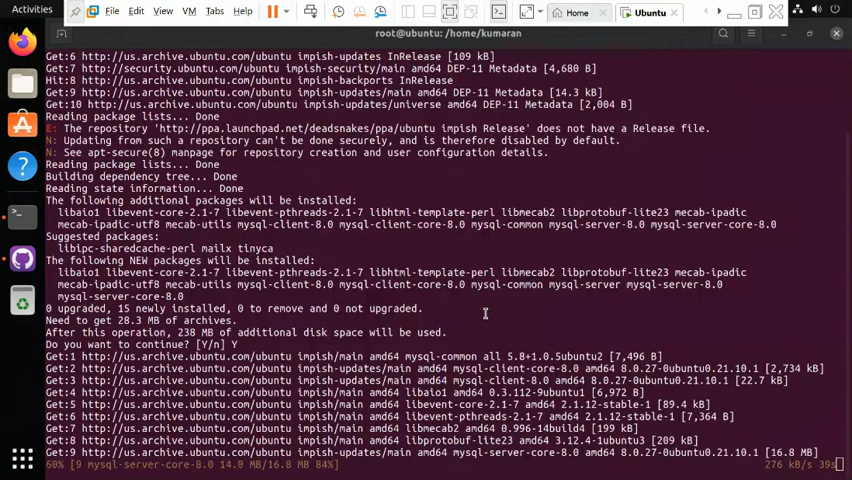 Activities
File Edit View VM Tabs Help
Home
Ubuntu
root@ubuntu: /home/kumaran
Get:6 http://us.archive.ubuntu.com/ubuntu impish-updates InRelease [109 kB]
Get:7 http://security.ubuntu.com/ubuntu impish-security/main amd64 DEP-11 Metadata [4,680 B]
Hit:8 http://us.archive.ubuntu.com/ubuntu impish-backports InRelease
Get:9 http://us.archive.ubuntu.com/ubuntu impish-updates/main amd64 DEP-11 Metadata [14.3 kB]
Get:10 http://us.archive.ubuntu.com/ubuntu impish-updates/universe amd64 DEP-11 Metadata [2,004 B]
Reading package lists... Done
E: The repository 'http://ppa.launchpad.net/deadsnakes/ppa/ubuntu impish Release' does not have a Release file.
N: Updating from such a repository can't be done securely, and is therefore disabled by default.
N: See apt-secure(8) manpage for repository creation and user configuration details.
Reading package lists... Done
Building dependency tree... Done
Reading state information... Done
The following additional packages will be installed:
libaio1 libevent-core-2.1-7 libevent-pthreads-2.1-7 libhtml-template-perl libmecab2 libprotobuf-lite23 mecab-ipadic
mecab-ipadic-utf8 mecab-utils mysql-client-8.0 mysql-client-core-8.0 mysql-common mysql-server-8.0 mysql-server-core-8.0
Suggested packages:
libipc-sharedcache-perl mailx tinyca
The following NEW packages will be installed:
libaio1 libevent-core-2.1-7 libevent-pthreads-2.1-7 libhtml-template-perl libmecab2 libprotobuf-lite23 mecab-ipadic
mecab-ipadic-utf8 mecab-utils mysql-client-8.0 mysql-client-core-8.0 mysql-common mysql-server mysql-server-8.0
mysql-server-core-8.0
0 upgraded, 15 newly installed, 0 to remove and 0 not upgraded.
Need to get 28.3 MB of archives.
After this operation, 238 MB of additional disk space will be used.
Do you want to continue? [Y/n] Y
Get:1 http://us.archive.ubuntu.com/ubuntu impish/main amd64 mysql-common all 5.8+1.0.5ubuntu2 [7,496 B]
Get:2 http://us.archive.ubuntu.com/ubuntu impish-updates/main amd64 mysql-client-core-8.0 amd64 8.0.27-0ubuntu0.21.10.1 [2,734 kB]
Get:3 http://us.archive.ubuntu.com/ubuntu impish-updates/main amd64 mysql-client-8.0 amd64 8.0.27-0ubuntu0.21.10.1 [22.7 kB]
Get:4 http://us.archive.ubuntu.com/ubuntu impish/main amd64 libaio1 amd64 0.3.112-9ubuntu1 [6,972 B]
Get:5 http://us.archive.ubuntu.com/ubuntu impish/main amd64 libevent-core-2.1-7 amd64 2.1.12-stable-1 [89.4 kB]
Get:6 http://us.archive.ubuntu.com/ubuntu impish/main amd64 libevent-pthreads-2.1-7 amd64 2.1.12-stable-1 [7,364 B]
Get:7 http://us.archive.ubuntu.com/ubuntu impish/main amd64 libmecab2 amd64 0.996-14build4 [199 kB]
Get:8 http://us.archive.ubuntu.com/ubuntu impish/main amd64 libprotobuf-lite23 amd64 3.12.4-1ubuntu3 [209 kB]
Get:9 http://us.archive.ubuntu.com/ubuntu impish-updates/main amd64 mysql-server-core-8.0 amd64 8.0.27-0ubuntu0.21.10.1 [16.8 MB]
60% [9 mysql-server-core-8.0 14.0 MB/16.8 MB 84%] 276 kB/s 39s